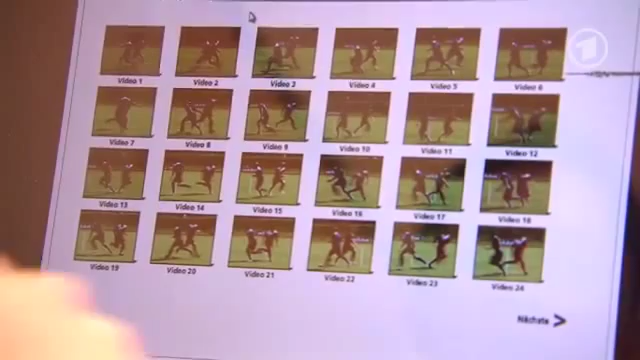 1
Video 1 Video 2 Video 3 Video 4 Video 5 Video 6
Video 7 Video 8 Video 9 Video 10 Video 11 Video 12
Video 13 Video 14 Video 15 Video 16 Video 17 Video 18
Video 19 Video 20 Video 21 Video 22 Video 23 Video 24
Nächste >